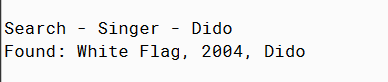 Search - Singer - Dido
Found: White Flag, 2004, Dido